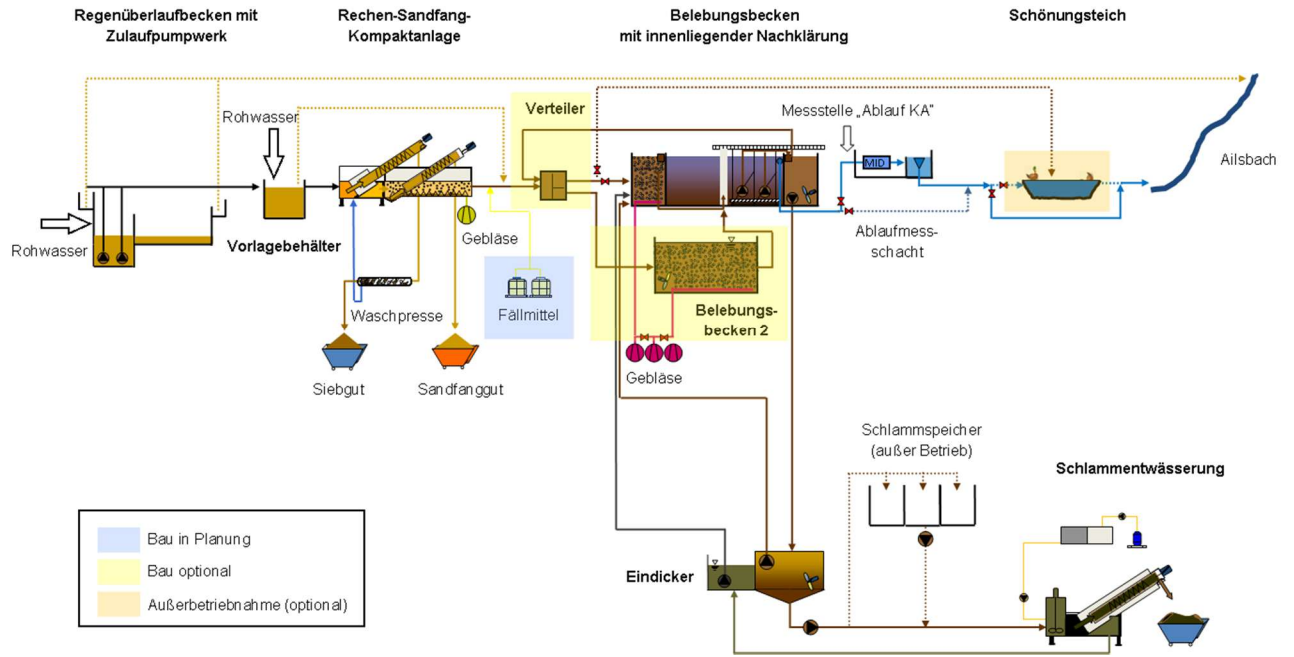 Regenüberlaufbecken mit
Zulaufpumpwerk
Rechen-Sandfang-
Kompaktanlage
Belebungsbecken
mit innenliegender Nachklärung
Schönungsteich
Rohwasser
Verteiler
Messstelle „Ablauf KA"
MID
Ailsbach
Rohwasser
Vorlagebehälter
Gebläse
Ablaufmess-
schacht
Waschpresse
Fällmittel
Belebungs-
becken 2
Siebgut
Sandfanggut
Gebläse
Schlammspeicher
(außer Betrieb)
Schlammentwässerung
Bau in Planung
Bau optional
Außerbetriebnahme (optional)
Eindicker